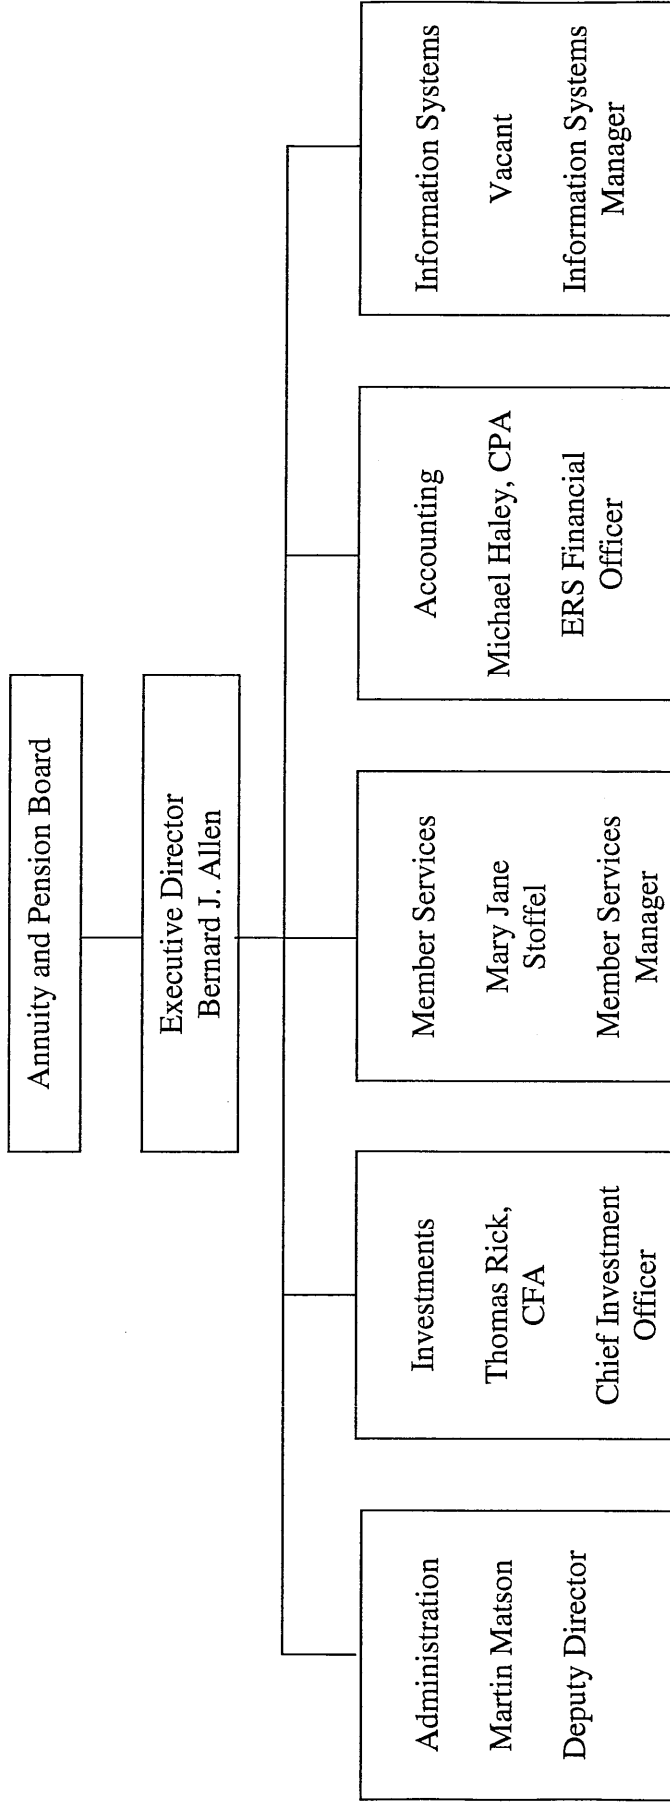 Annuity and Pension Board
Executive Director
Bernard J. Allen
Administration
Martin Matson
Deputy Director
Investments
Thomas Rick,
CFA
Chief Investment
Officer
Member Services
Mary Jane
Stoffel
Member Services
Manager
Accounting
Michael Haley, CPA
ERS Financial
Officer
Information Systems
Vacant
Information Systems
Manager